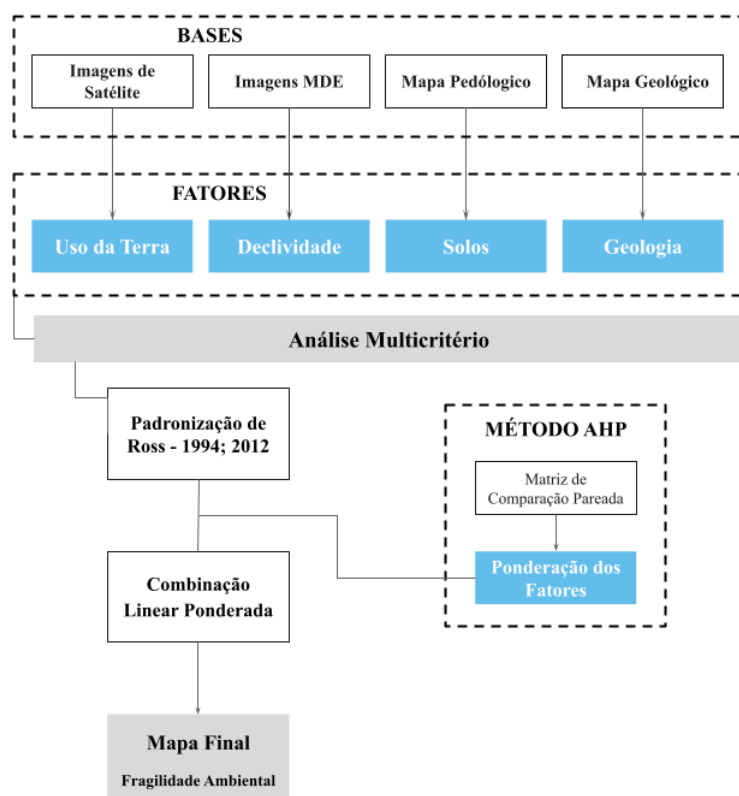 BASES
Imagens de
Satélite
Imagens MDE
Mapa Pedólogico
Mapa Geológico
FATORES
Uso da Terra
Declividade
Solos
Geologia
Análise Multicritério
Padronização de
Ross - 1994; 2012
MÉTODO AHP
Matriz de
Comparação Pareada
Ponderação dos
Fatores
Combinação
Linear Ponderada
Mapa Final
Fragilidade Ambiental